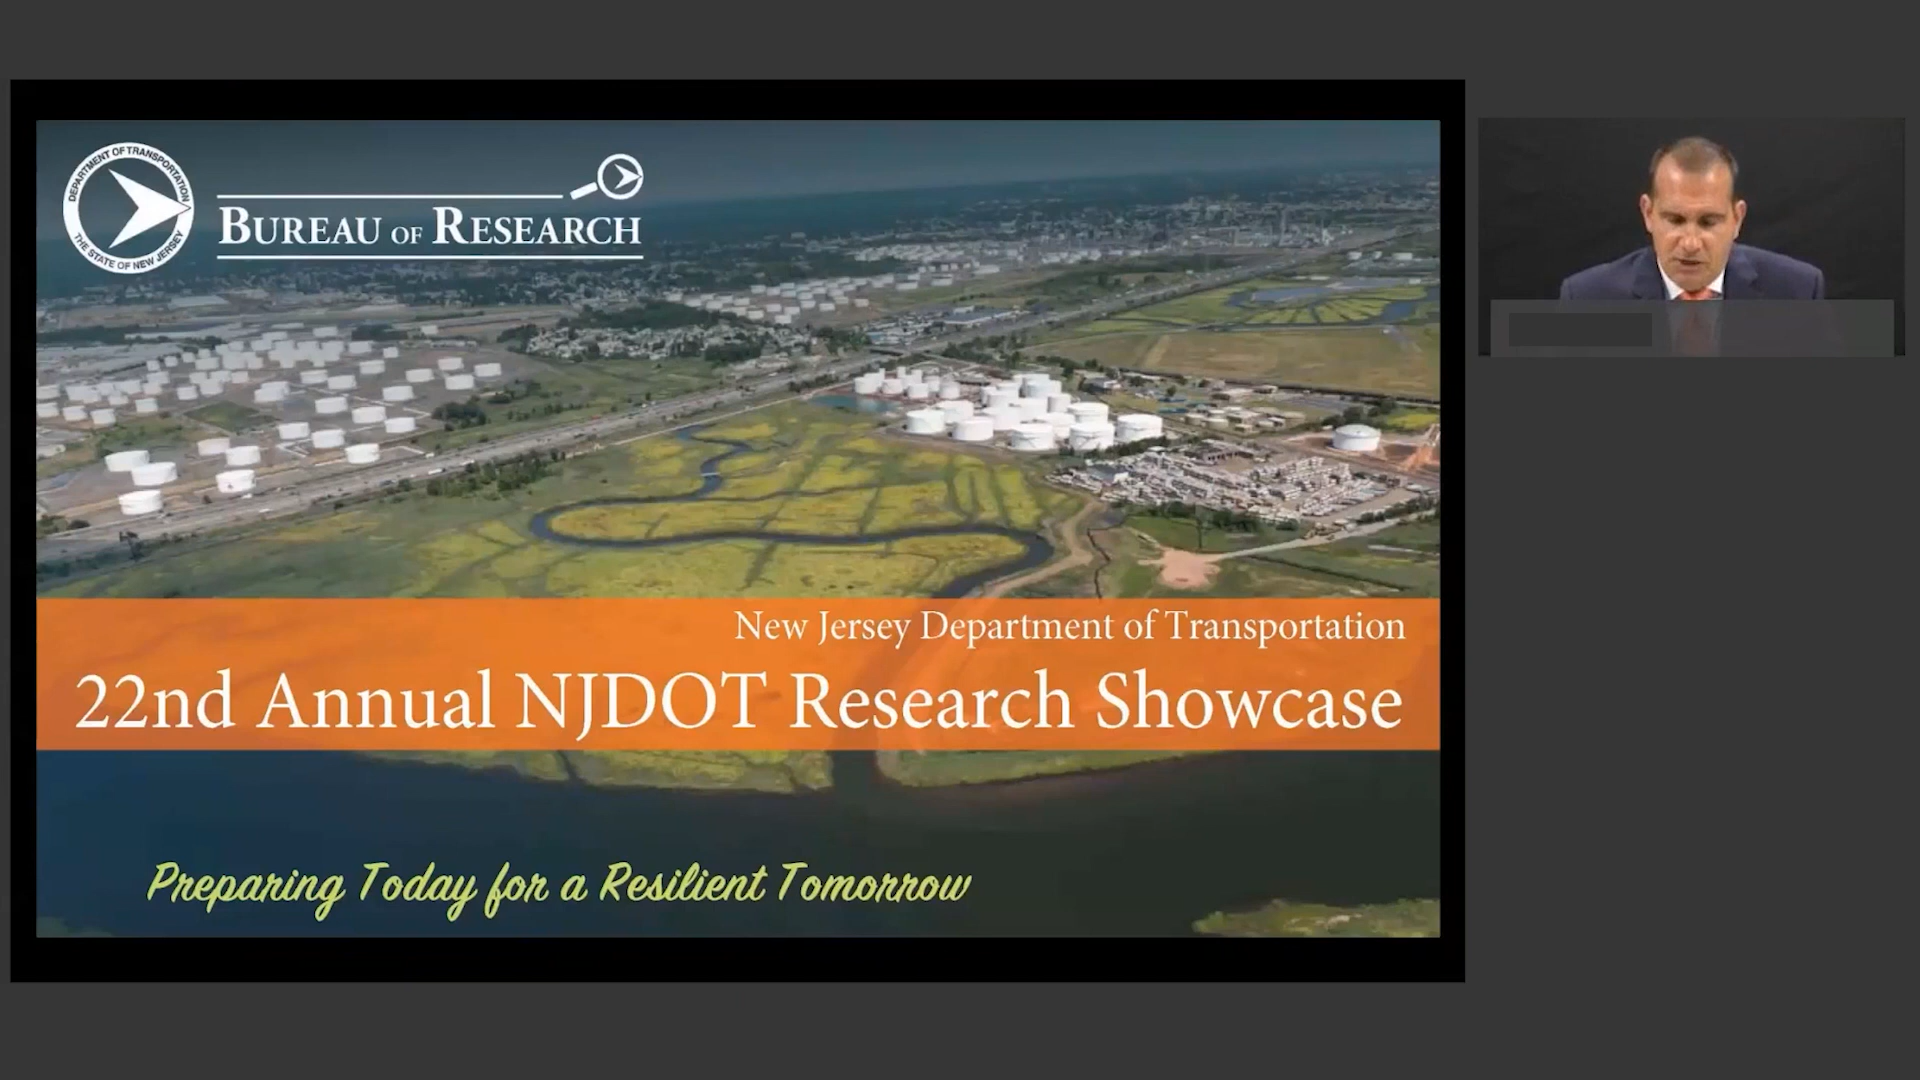 DEPARTMENT OF TRANSPORTATION
THE STATE OF NEW JERSEY
BUREAU OF RESEARCH
New Jersey Department of Transportation
22nd Annual NJDOT Research Showcase
Preparing Today for a Resilient Tomorrow